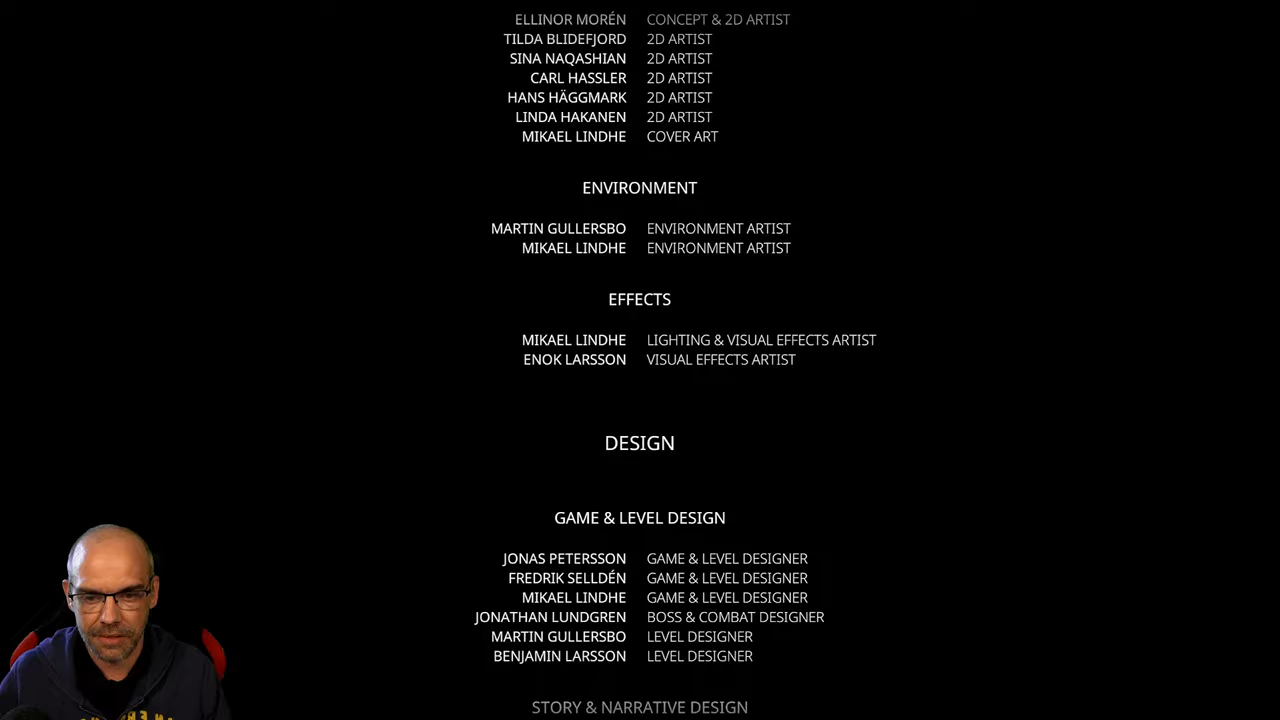 ELLINOR MORÉN CONCEPT & 2D ARTIST
TILDA BLIDEFJORD 2D ARTIST
SINA NAQASHIAN 2D ARTIST
CARL HASSLER 2D ARTIST
HANS HÄGGMARK 2D ARTIST
LINDA HAKANEN 2D ARTIST
MIKAEL LINDHE COVER ART
ENVIRONMENT
MARTIN GULLERSBO ENVIRONMENT ARTIST
MIKAEL LINDHE ENVIRONMENT ARTIST
EFFECTS
MIKAEL LINDHE LIGHTING & VISUAL EFFECTS ARTIST
ENOK LARSSON VISUAL EFFECTS ARTIST
DESIGN
GAME & LEVEL DESIGN
JONAS PETERSSON GAME & LEVEL DESIGNER
FREDRIK SELLDÉN GAME & LEVEL DESIGNER
MIKAEL LINDHE GAME & LEVEL DESIGNER
JONATHAN LUNDGREN BOSS & COMBAT DESIGNER
MARTIN GULLERSBO LEVEL DESIGNER
BENJAMIN LARSSON LEVEL DESIGNER
STORY & NARRATIVE DESIGN